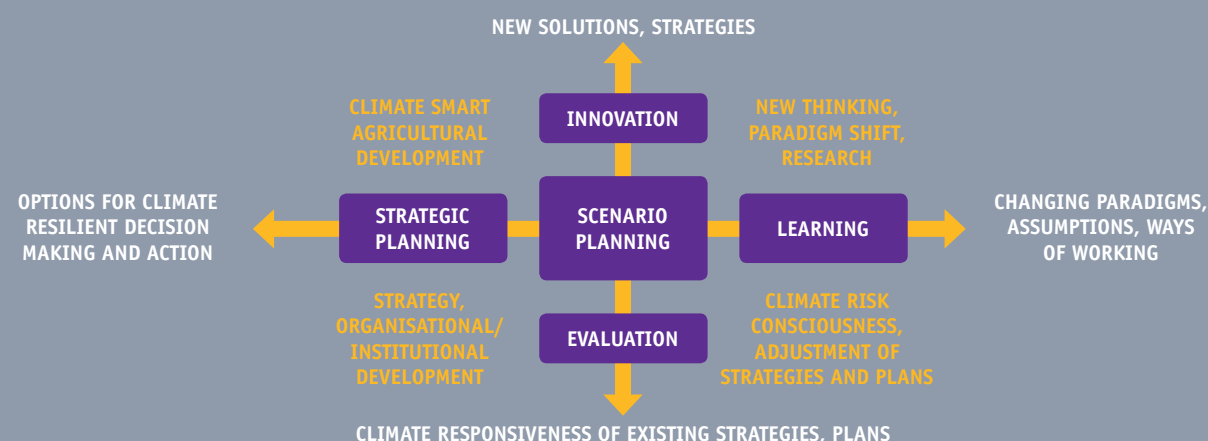 NEW SOLUTIONS, STRATEGIES
CLIMATE SMART
AGRICULTURAL
DEVELOPMENT
INNOVATION
NEW THINKING,
PARADIGM SHIFT,
RESEARCH
OPTIONS FOR CLIMATE
RESILIENT DECISION
MAKING AND ACTION
STRATEGIC
PLANNING
SCENARIO
PLANNING
LEARNING
CHANGING PARADIGMS,
ASSUMPTIONS, WAYS
OF WORKING
STRATEGY,
ORGANISATIONAL/
INSTITUTIONAL
DEVELOPMENT
EVALUATION
CLIMATE RISK
CONSCIOUSNESS,
ADJUSTMENT OF
STRATEGIES AND PLANS
CLIMATE RESPONSIVENESS OF EXISTING STRATEGIES, PLANS